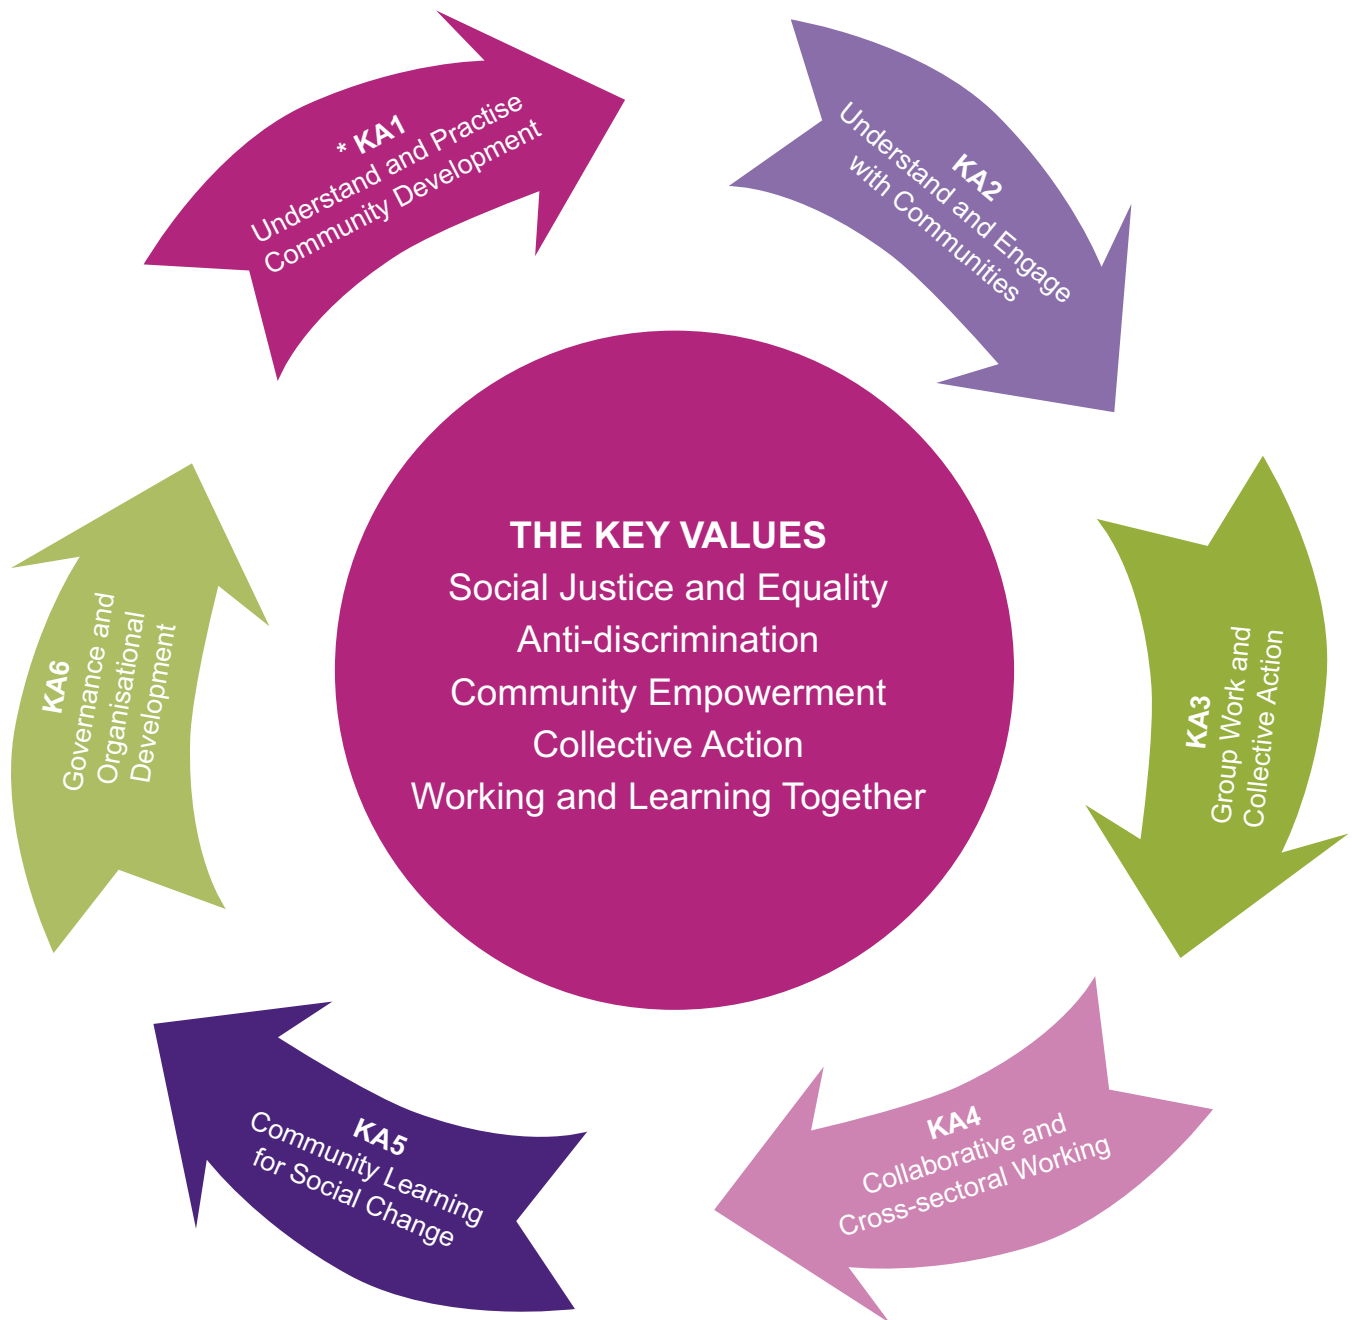 * KA1
Understand and Practise
Community Development
KA2
Understand and Engage
with Communities
KA3
Group Work and
Collective Action
KA4
Collaborative and
Cross-sectoral Working
KA5
Community Learning
for Social Change
KA6
Governance and
Organisational
Development
THE KEY VALUES
Social Justice and Equality
Anti-discrimination
Community Empowerment
Collective Action
Working and Learning Together